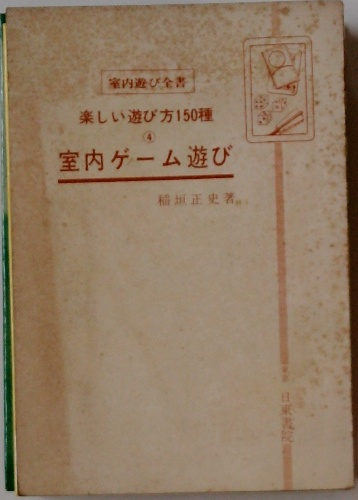 室内遊び全書
楽しい遊び方150種
④
室内ゲーム遊び
稲垣正史著
日東書院